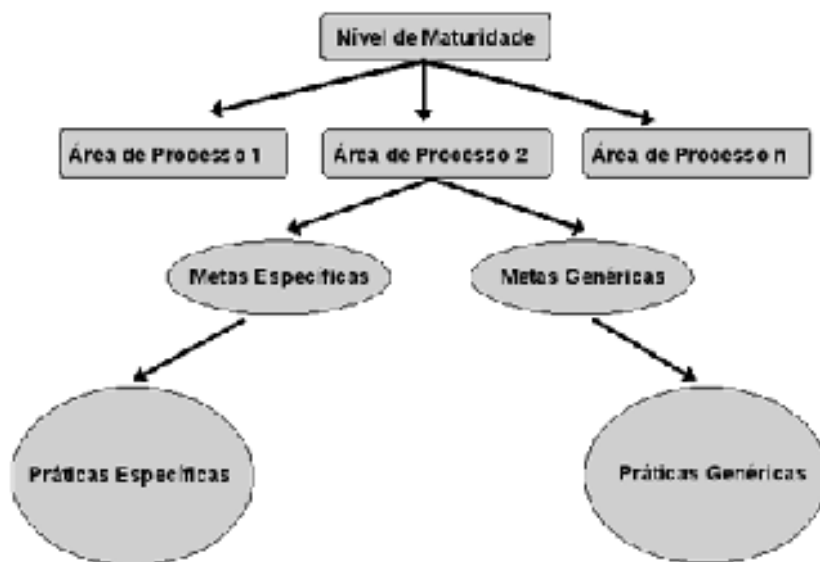 Nível de Maturidade
Área de Processo 1
Área de Processo 2
Área de Processo n
Metas Específicas
Metas Genéricas
Práticas Específicas
Práticas Genéricas